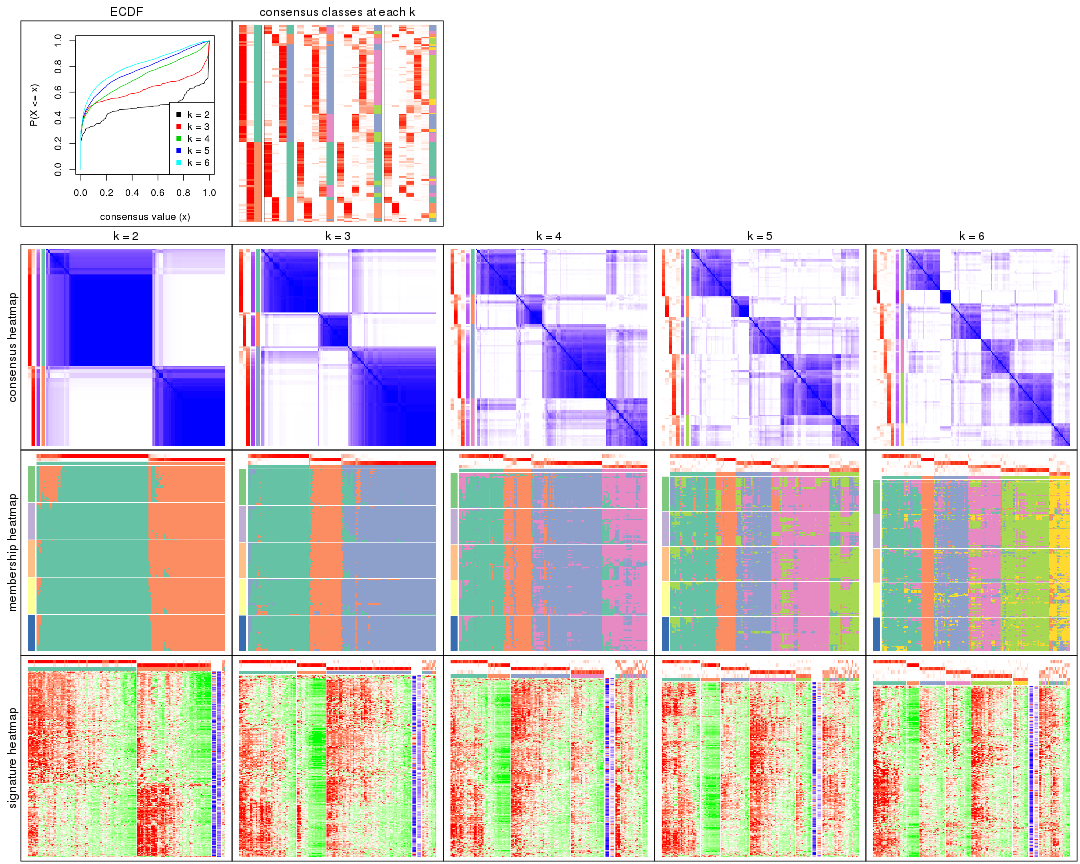 ECDF
consensus classes at each k
P(X <= x)
1.0
0.8
0.6
0.4
0.2
0.0
k = 2
k = 3
k = 4
k = 5
k = 6
0.0 0.2 0.4 0.6 0.8 1.0
consensus value (x)
k = 2
k = 3
k = 4
k = 5
k = 6
consensus heatmap
membership heatmap
signature heatmap